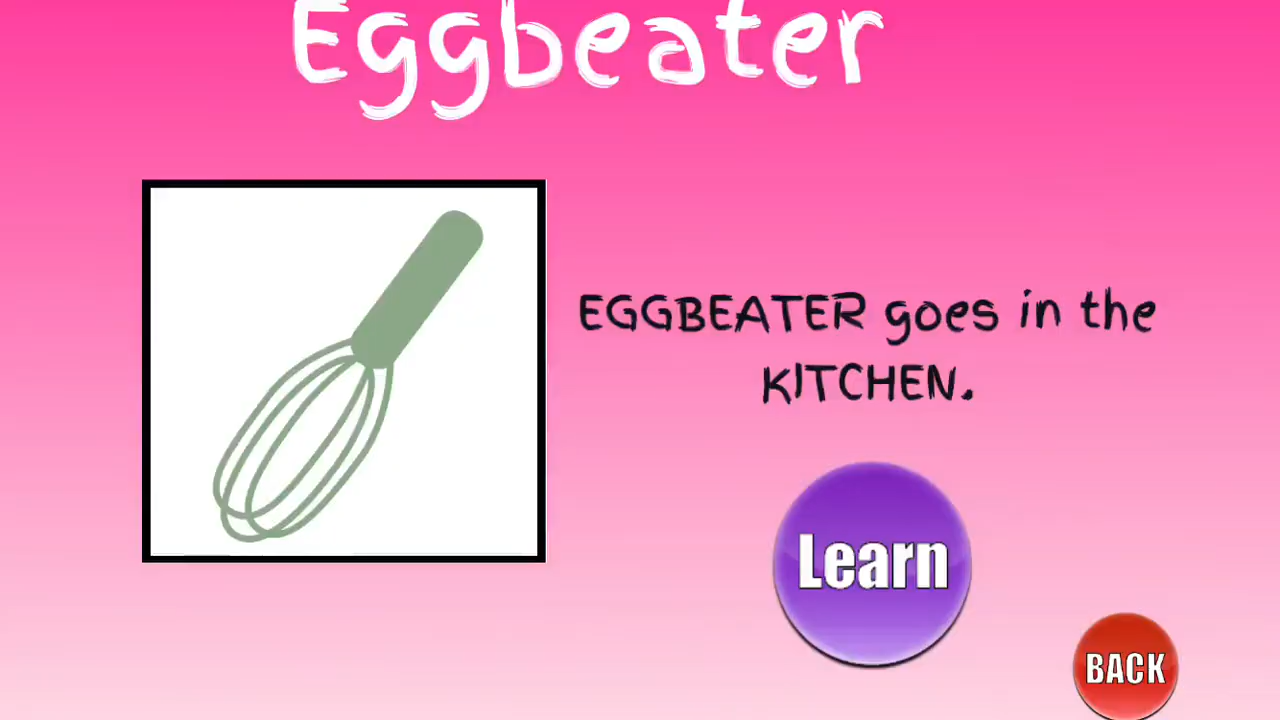 Eggbeater
EGGBEATER goes in the
KITCHEN.
Learn
BACK